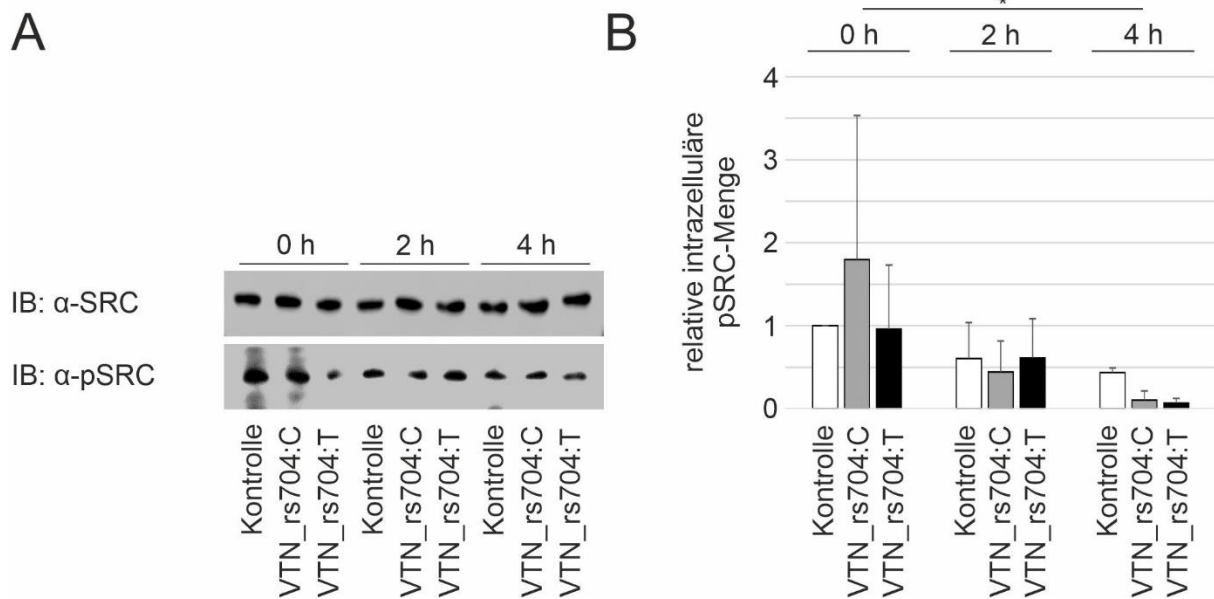 A
0 h 2 h 4 h
IB: α-SRC
IB: α-pSRC
Kontrolle
VTN_rs704:C
VTN_rs704:T
Kontrolle
VTN_rs704:C
VTN_rs704:T
Kontrolle
VTN_rs704:C
VTN_rs704:T
B
*
0 h 2 h 4 h
relative intrazelluläre
pSRC-Menge
4
3
2
1
0
Kontrolle
VTN_rs704:C
VTN_rs704:T
Kontrolle
VTN_rs704:C
VTN_rs704:T
Kontrolle
VTN_rs704:C
VTN_rs704:T